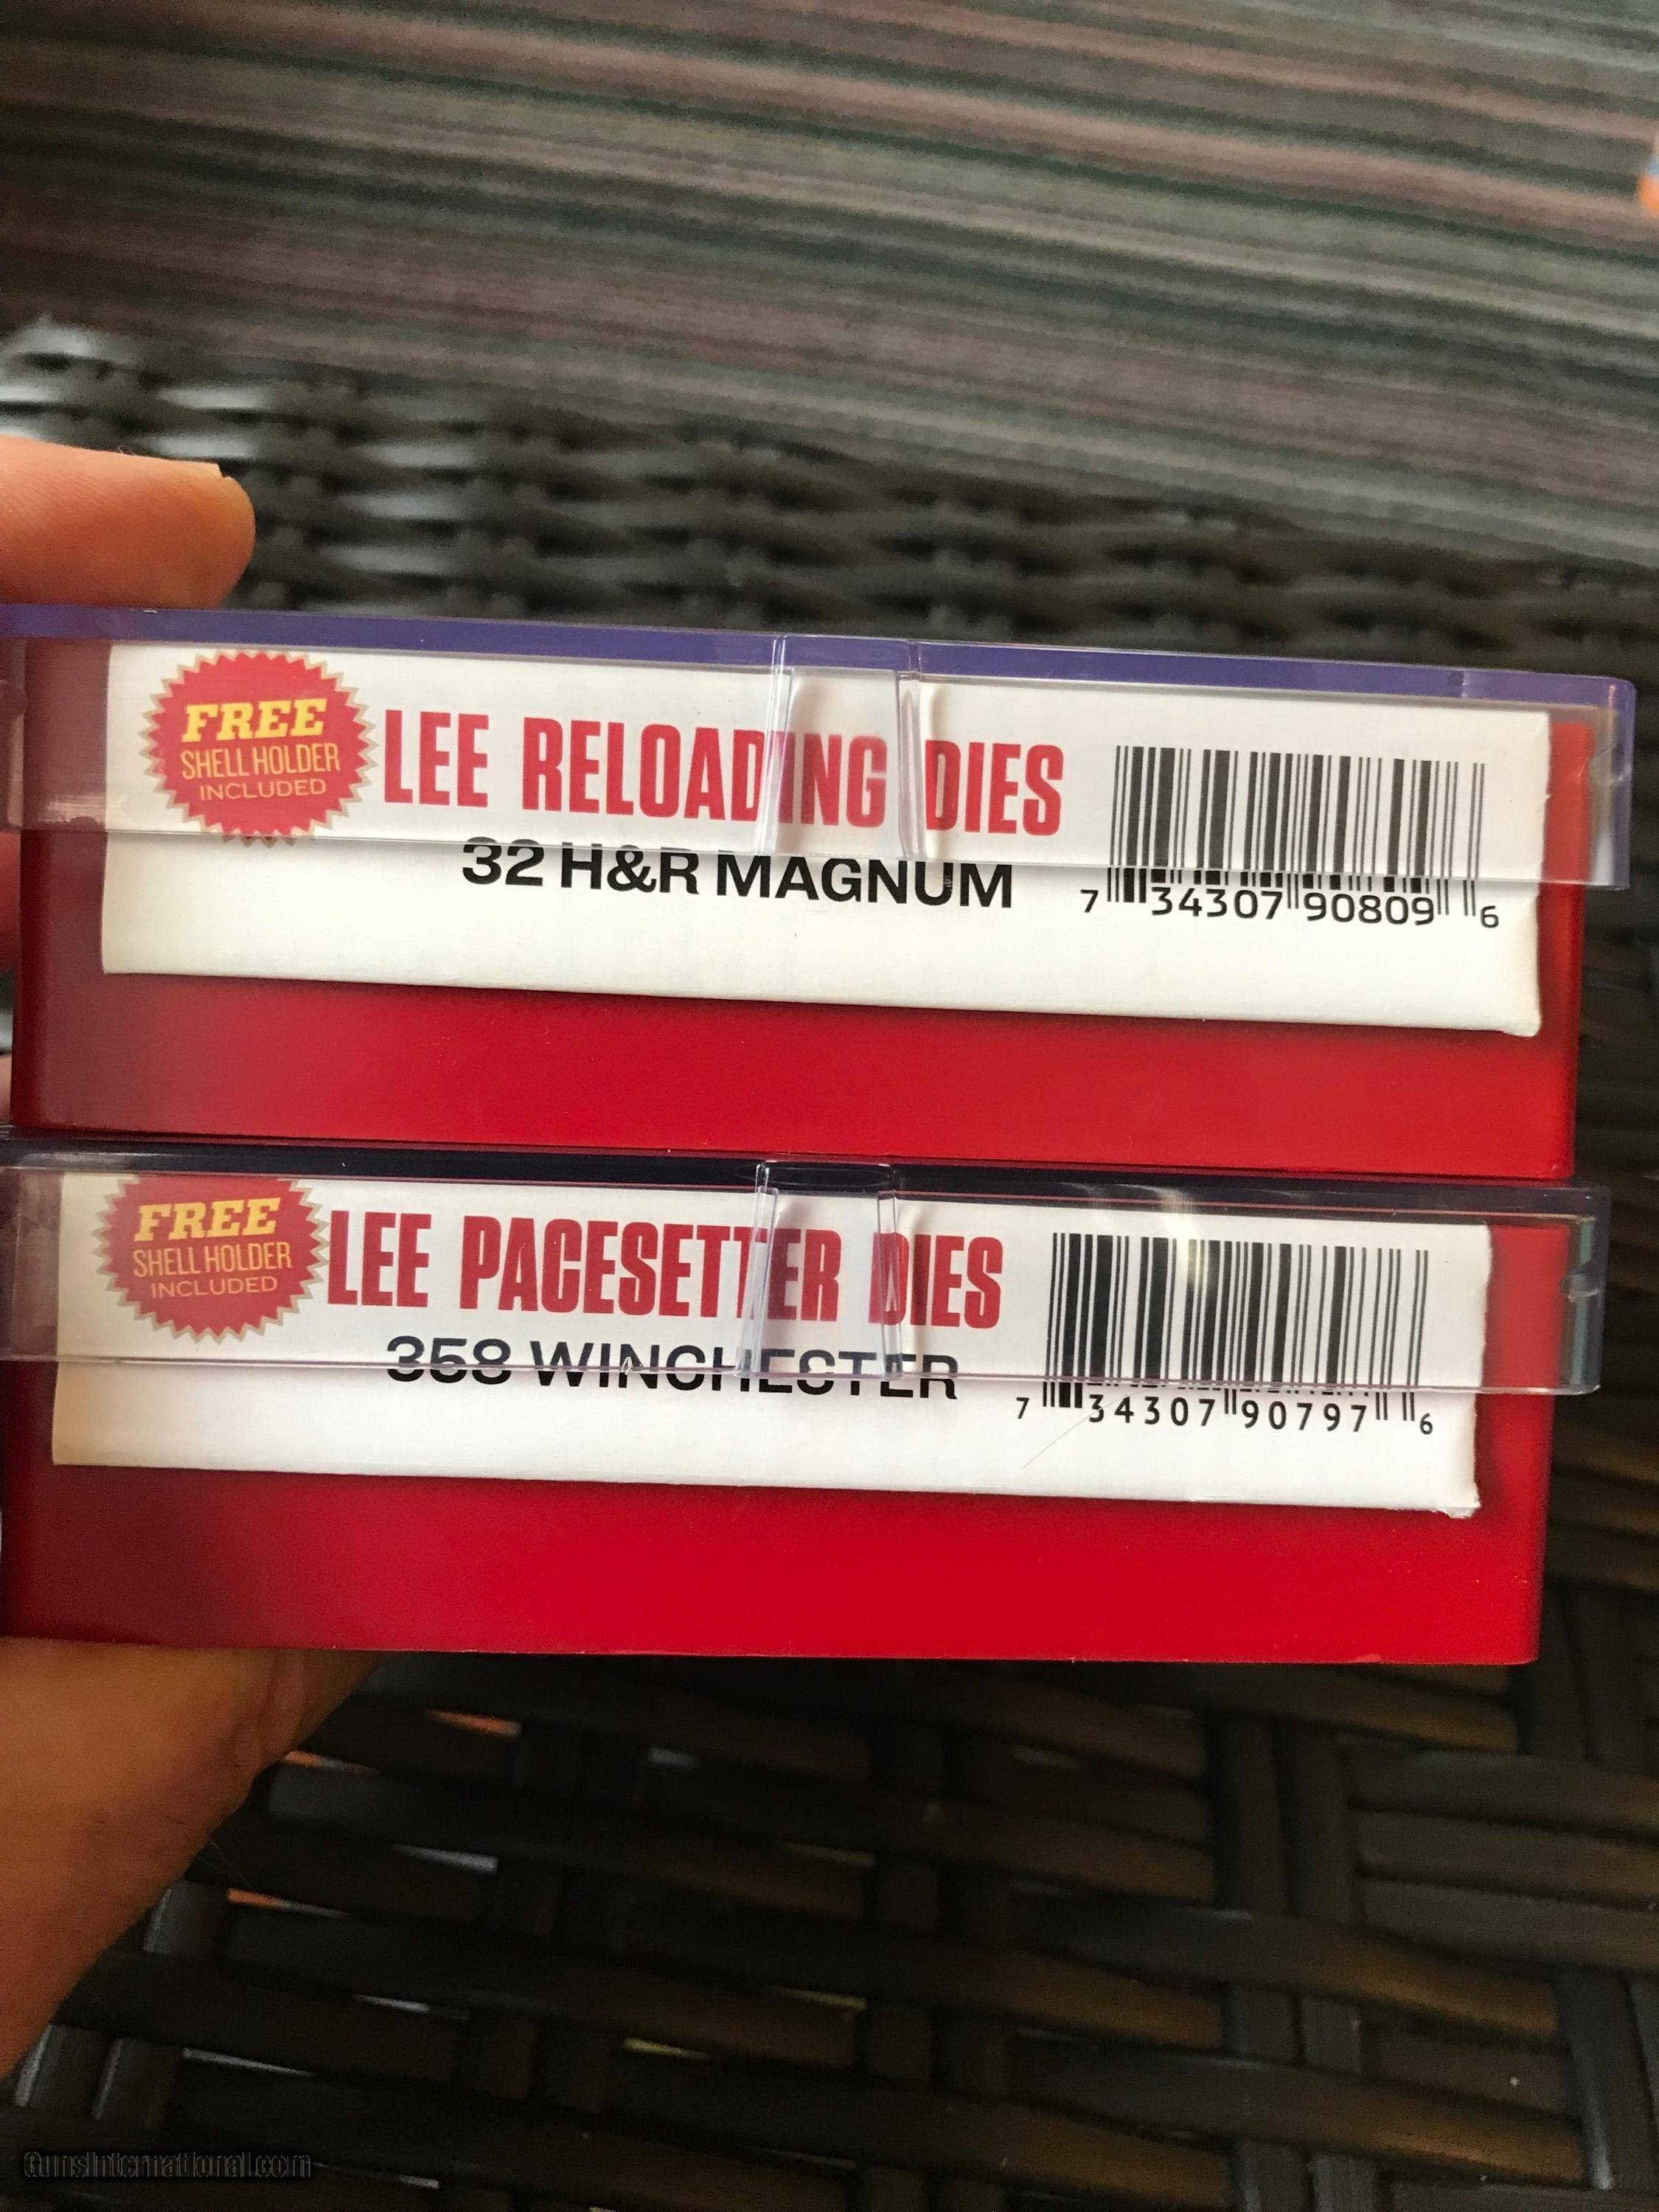 FREE
SHELL HOLDER
INCLUDED
LEE RELOADING DIES
32 H&R MAGNUM
7 34307 90809 6
FREE
SHELL HOLDER
INCLUDED
LEE PACESETTER DIES
358 WINCHESTER
7 34307 90797 6
GunsInternational.com